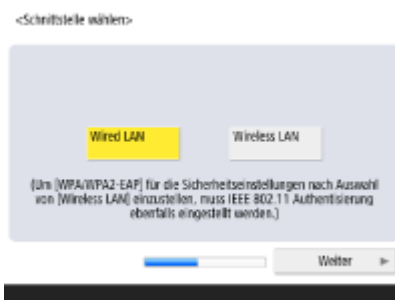 <Schnittstelle wählen>
Wired LAN
Wireless LAN
(Um [WPA/WPA2-EAP] für die Sicherheitseinstellungen nach Auswahl
von [Wireless LAN] einzustellen, muss IEEE 802.11 Authentisierung
ebenfalls eingestellt werden.)
Weiter